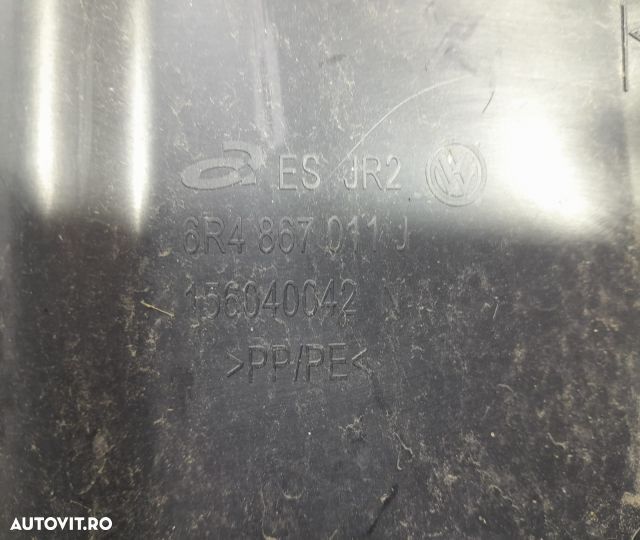 ES JR2
6R4 867 011 J
156040042
>PP/PE<
AUTOVIT.RO